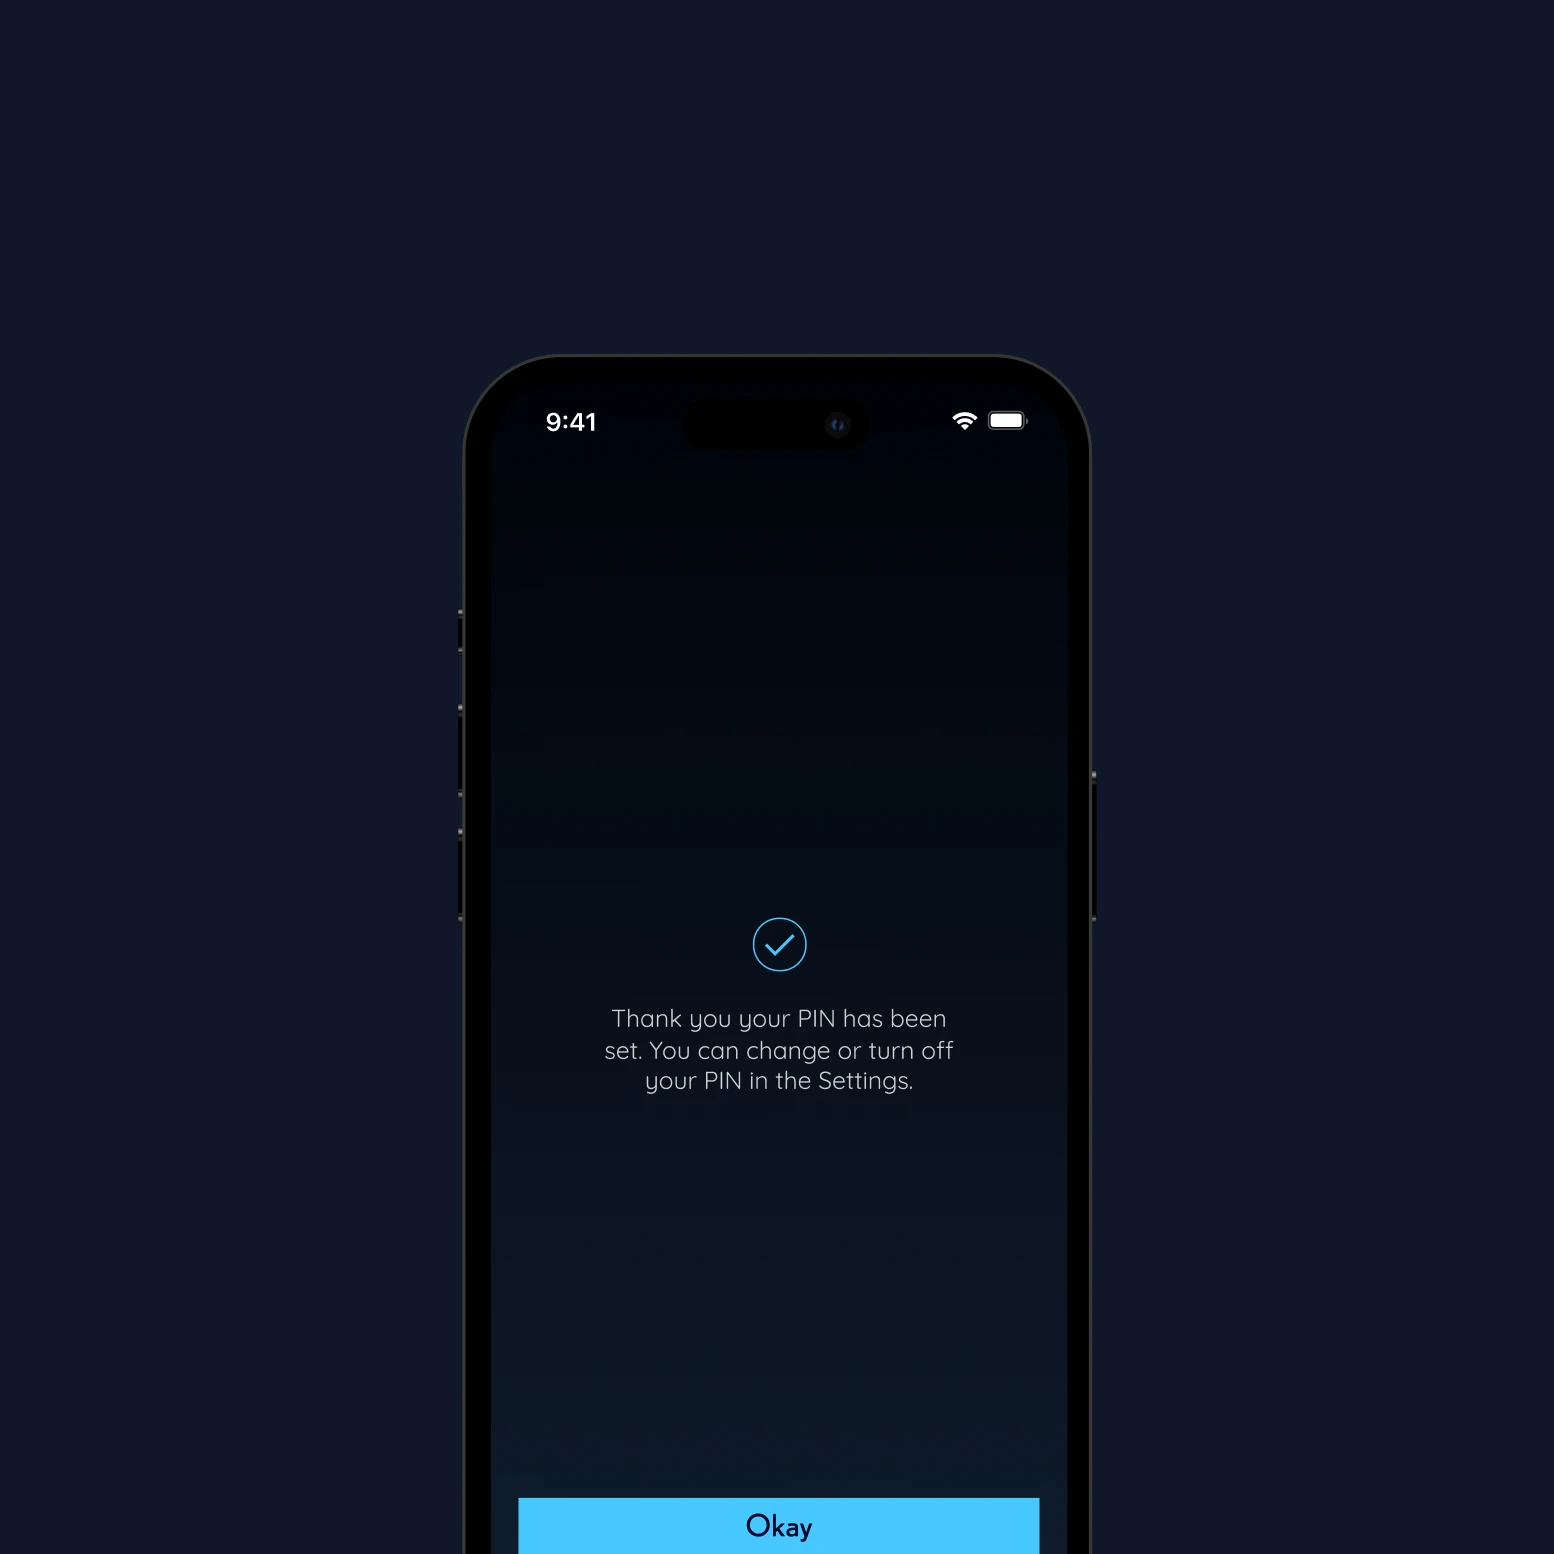 9:41
Thank you your PIN has been
set. You can change or turn off
your PIN in the Settings.
Okay